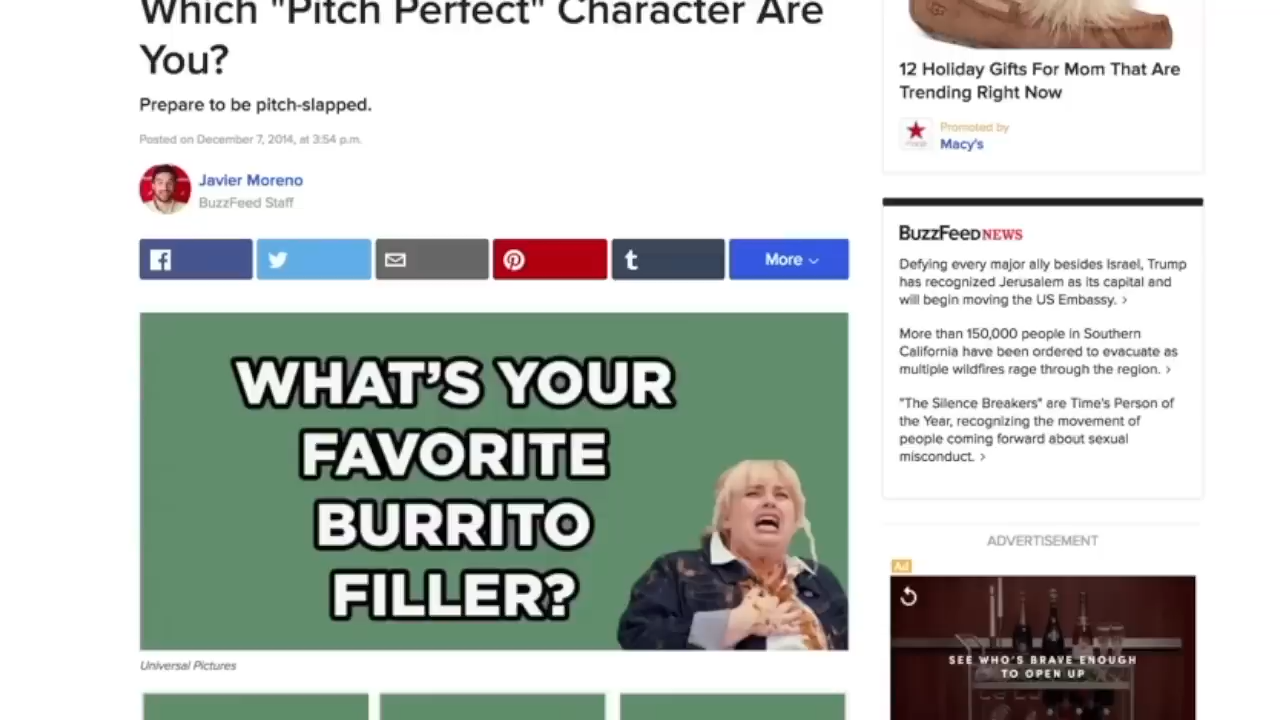 Which "Pitch Perfect" Character Are
You?
Prepare to be pitch-slapped.
Posted on December 7, 2014, at 3:54 p.m.
Javier Moreno
BuzzFeed Staff
More
WHAT'S YOUR
FAVORITE
BURRITO
FILLER?
Universal Pictures
12 Holiday Gifts For Mom That Are
Trending Right Now
Promoted by
Macy's
BuzzFeed NEWS
Defying every major ally besides Israel, Trump
has recognized Jerusalem as its capital and
will begin moving the US Embassy. ›
More than 150,000 people in Southern
California have been ordered to evacuate as
multiple wildfires rage through the region. ›
"The Silence Breakers" are Time's Person of
the Year, recognizing the movement of
people coming forward about sexual
misconduct. ›
ADVERTISEMENT
Ad
SEE WHO'S BRAVE ENOUGH
TO OPEN UP